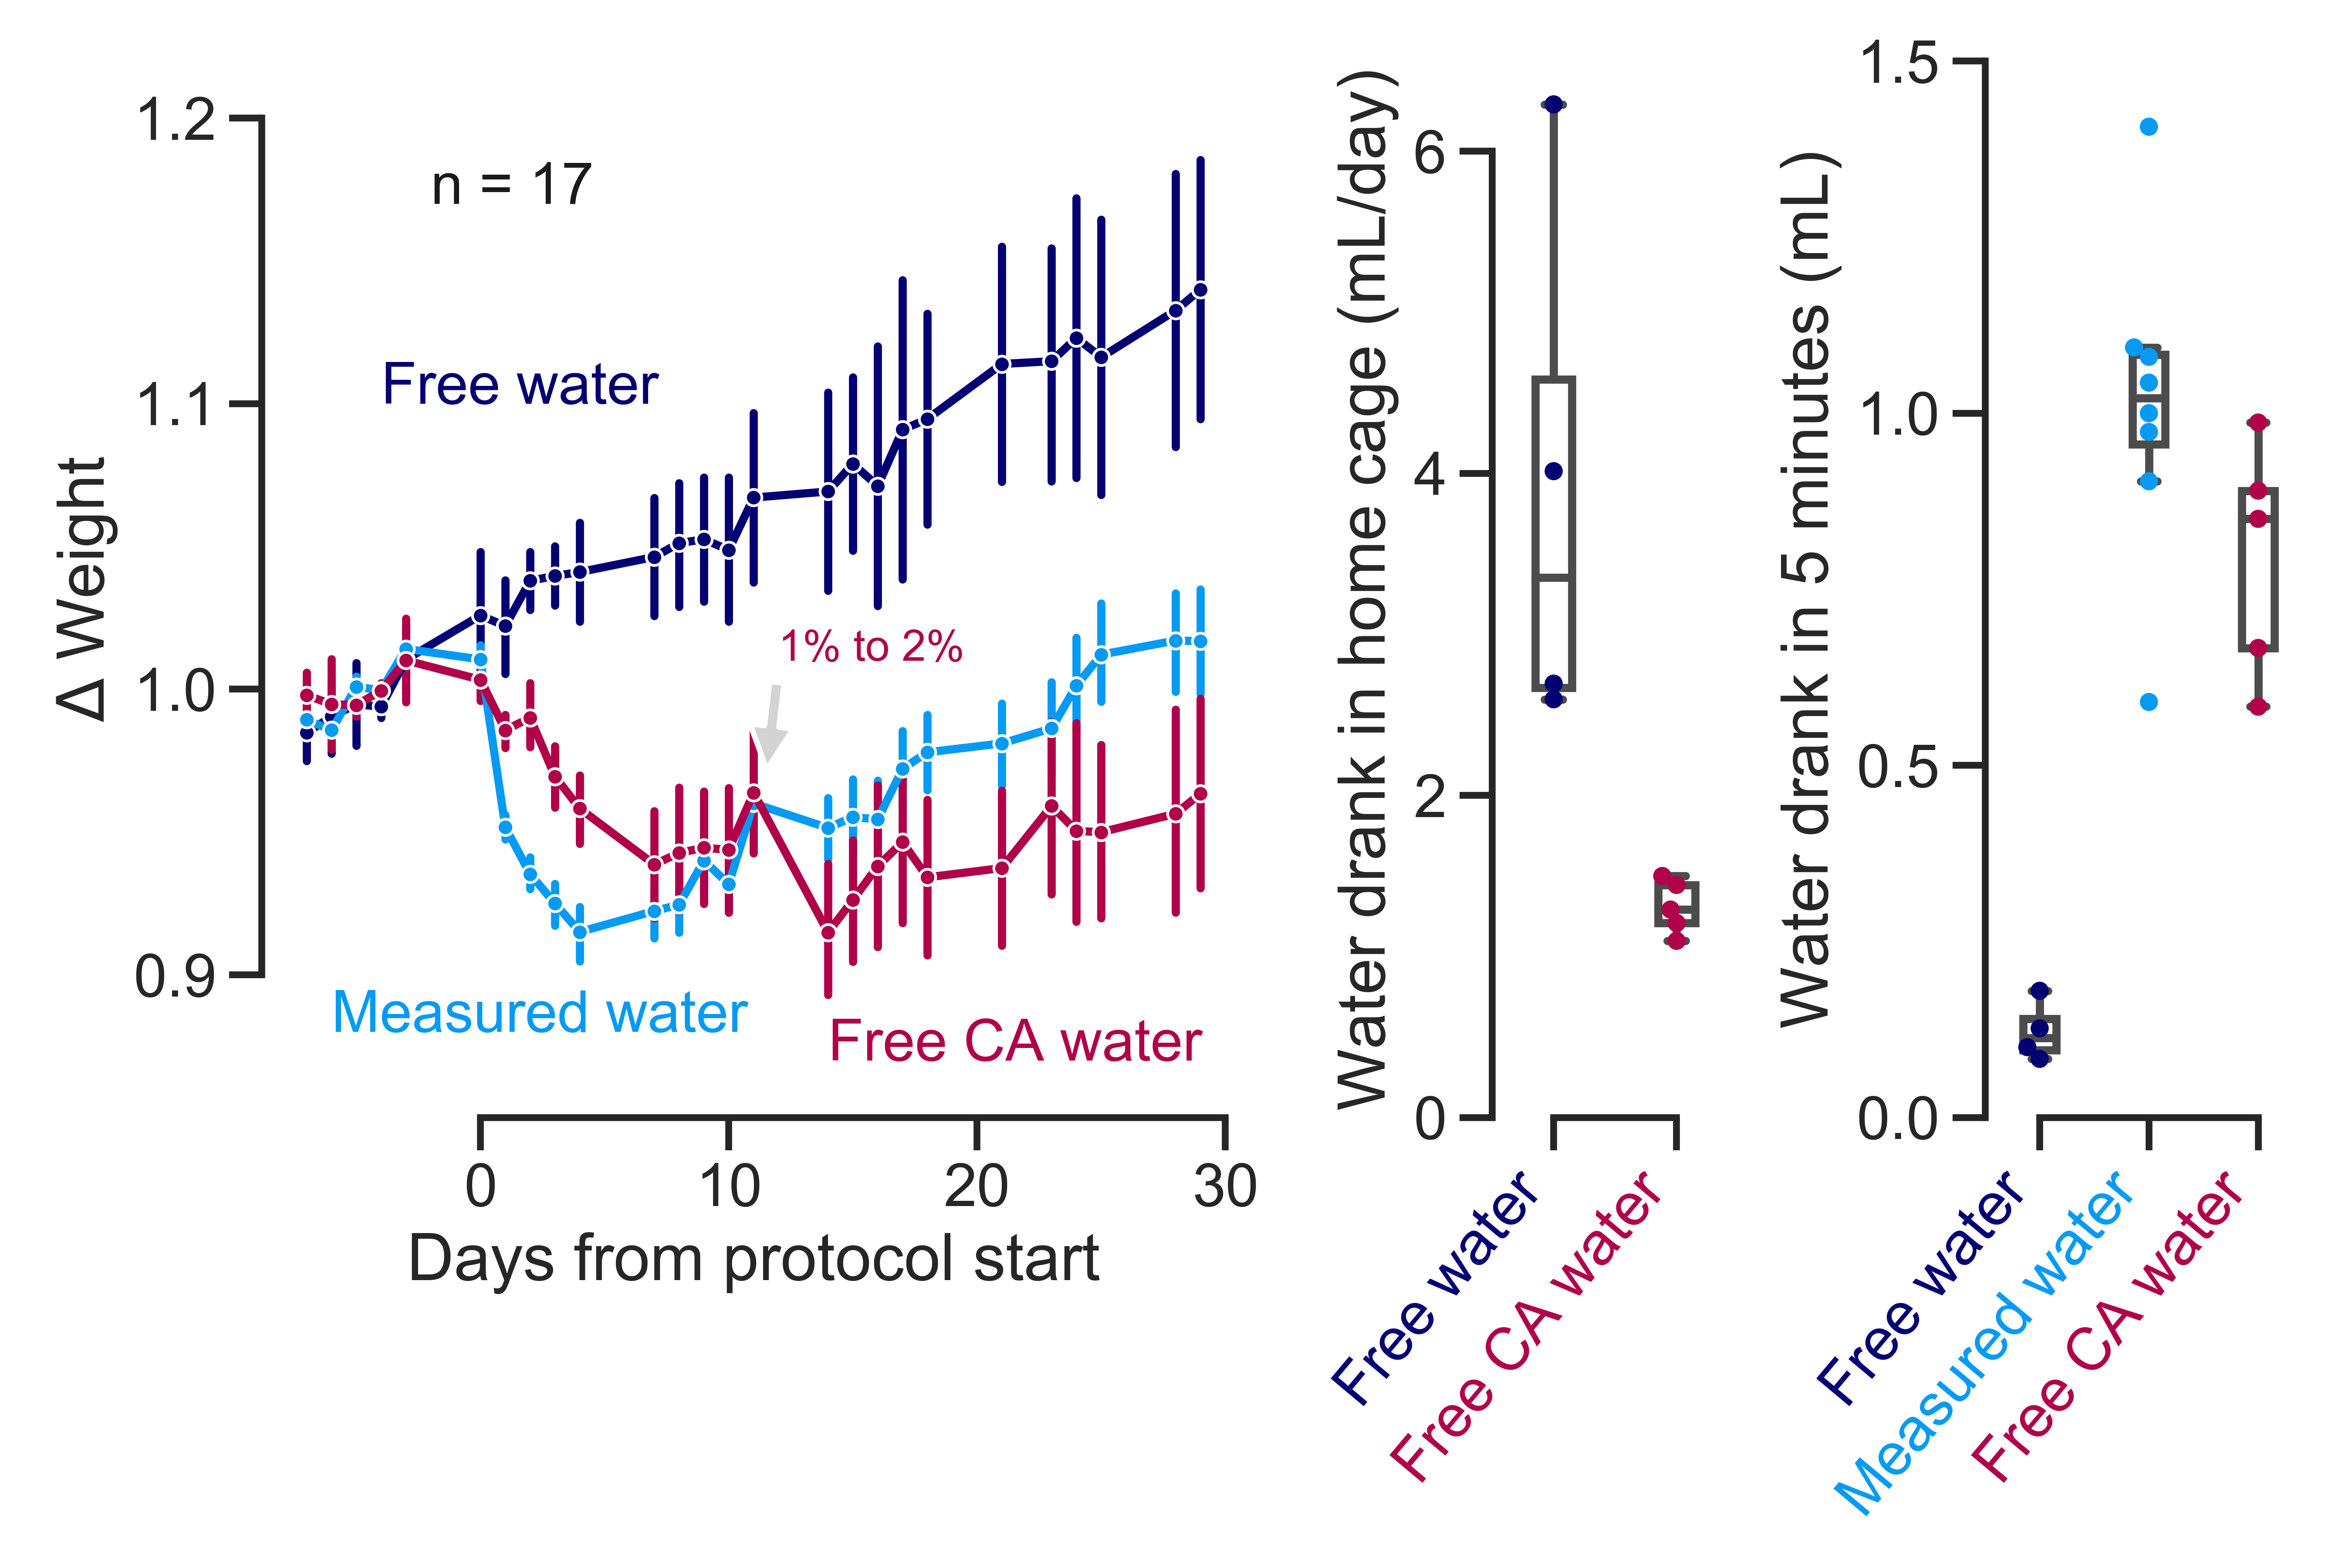 Δ Weight
1.2
1.1
1.0
0.9
n = 17
Free water
1% to 2%
Measured water
Free CA water
0
10
20
30
Days from protocol start
Water drank in home cage (mL/day)
6
4
2
0
Free water
Free CA water
Water drank in 5 minutes (mL)
1.5
1.0
0.5
0.0
Free water
Measured water
Free CA water